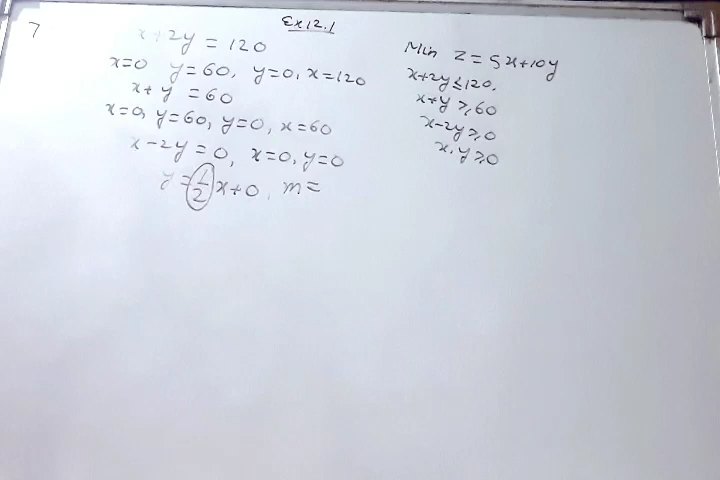 Ex 12.1
7
x+2y = 120
x=0 y=60, y=0, x=120
x+y = 60
x=0, y=60, y=0, x=60
x-2y=0, x=0, y=0
y=1/2 x+0, m=
Min Z=5x+10y
x+2y≤120.
x+y≥60
x-2y≥0
x,y≥0